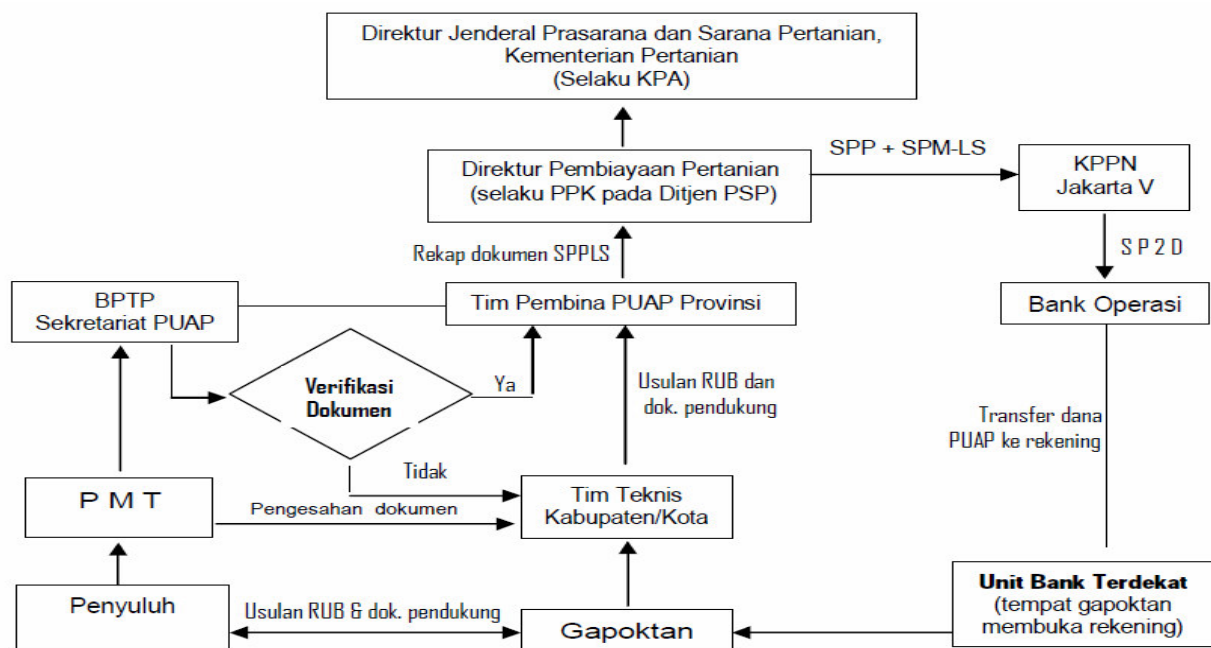 Direktur Jenderal Prasarana dan Sarana Pertanian,
Kementerian Pertanian
(Selaku KPA)
SPP + SPM-LS
Direktur Pembiayaan Pertanian
(selaku PPK pada Ditjen PSP)
KPPN
Jakarta V
Rekap dokumen SPPLS
S P 2 D
BPTP
Sekretariat PUAP
Tim Pembina PUAP Provinsi
Bank Operasi
Verifikasi
Dokumen
Ya
Usulan RUB dan
dok. pendukung
Transfer dana
PUAP ke rekening
Tidak
P M T
Pengesahan dokumen
Tim Teknis
Kabupaten/Kota
Penyuluh
Usulan RUB & dok. pendukung
Gapoktan
Unit Bank Terdekat
(tempat gapoktan
membuka rekening)